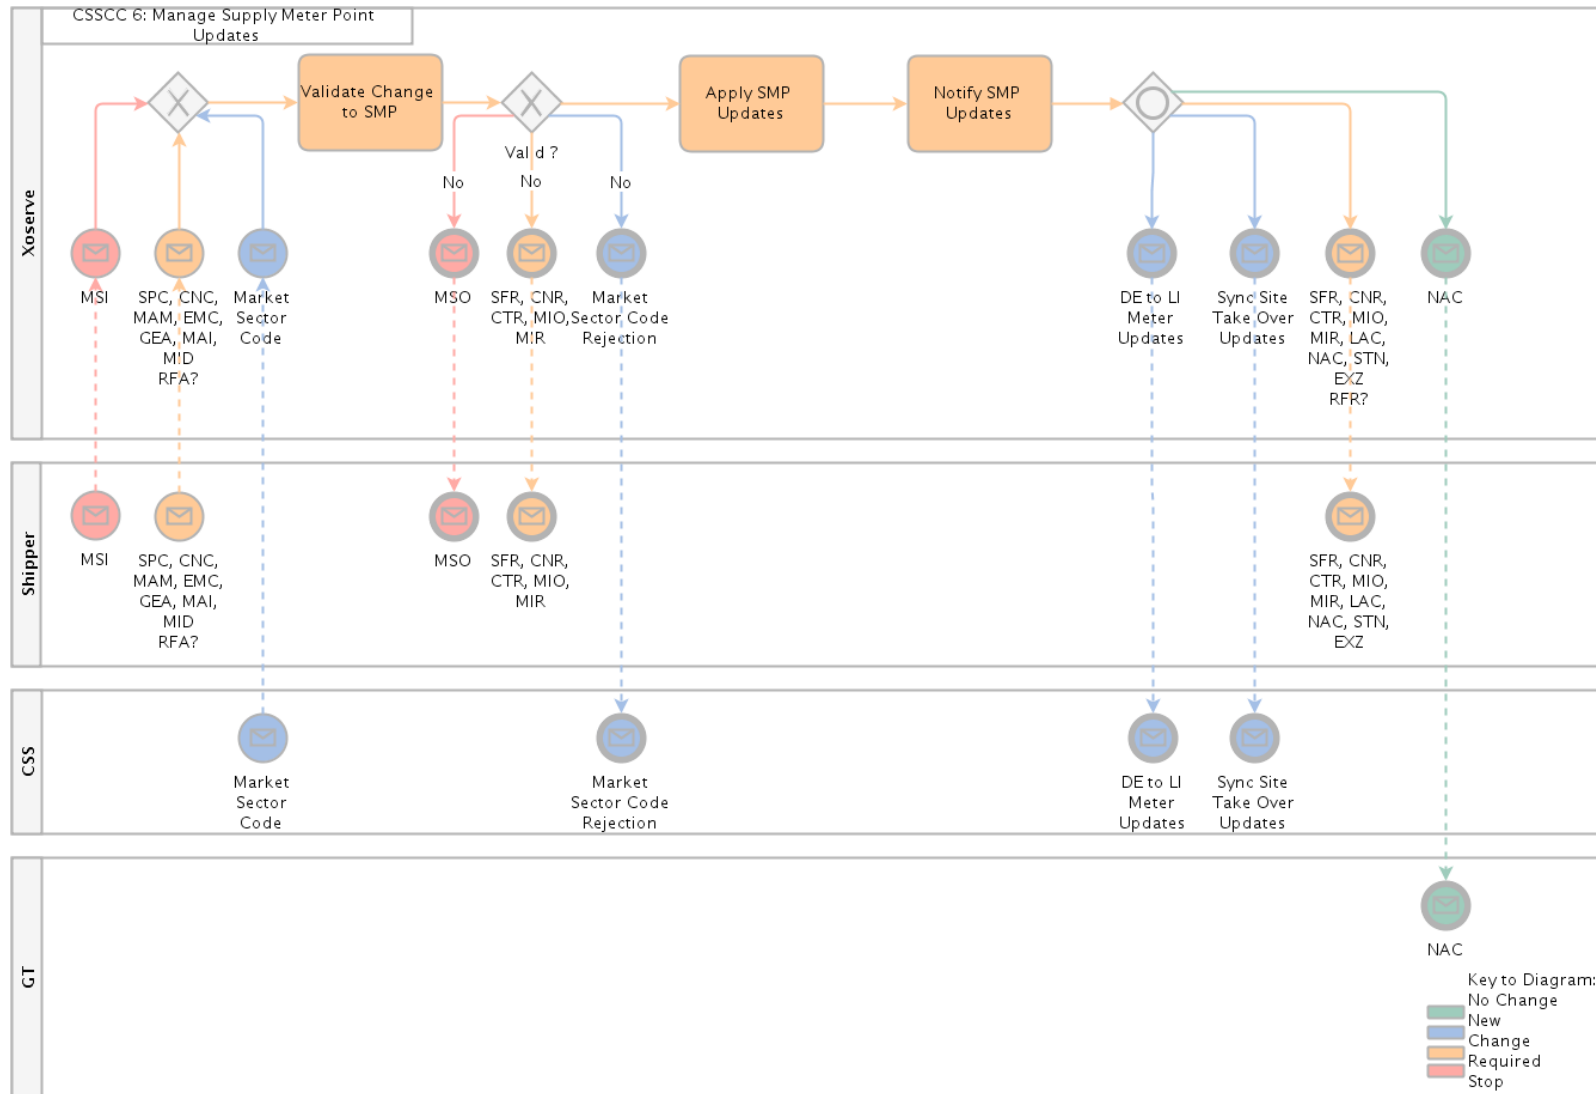 CSSCC 6: Manage Supply Meter Point
Updates
Xoserve
Validate Change
to SMP
Valid ?
No
No
No
Apply SMP
Updates
Notify SMP
Updates
MSI
SPC, CNC,
MAM, EMC,
GEA, MAI,
MID
RFA?
Market
Sector
Code
MSO
SFR, CNR,
CTR, MIO,
MIR
Market
Sector Code
Rejection
DE to LI
Meter
Updates
Sync Site
Take Over
Updates
SFR, CNR,
CTR, MIO,
MIR, LAC,
NAC, STN,
EXZ
RFR?
NAC
Shipper
MSI
SPC, CNC,
MAM, EMC,
GEA, MAI,
MID
RFA?
MSO
SFR, CNR,
CTR, MIO,
MIR
SFR, CNR,
CTR, MIO,
MIR, LAC,
NAC, STN,
EXZ
CSS
Market
Sector
Code
Market
Sector Code
Rejection
DE to LI
Meter
Updates
Sync Site
Take Over
Updates
GT
NAC
Key to Diagram:
No Change
New
Change
Required
Stop